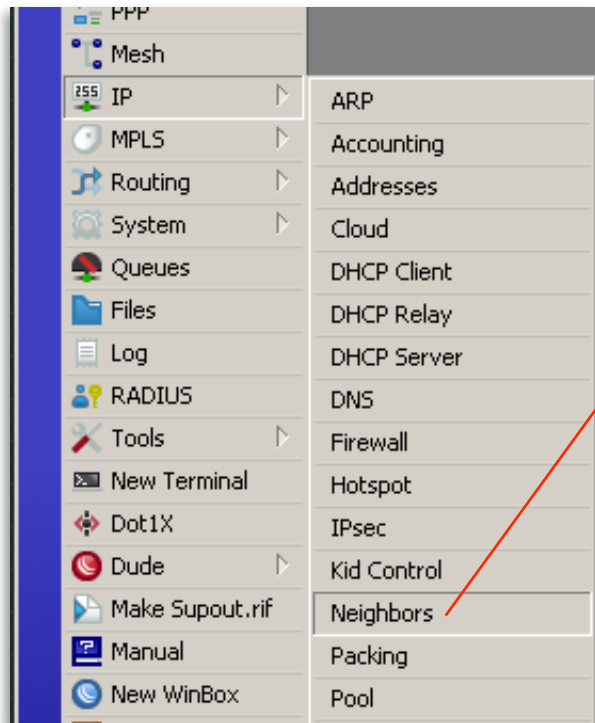 PPP
Mesh
255 IP
MPLS
Routing
System
Queues
Files
Log
RADIUS
Tools
New Terminal
Dot1X
Dude
Make Supout.rif
Manual
New WinBox
ARP
Accounting
Addresses
Cloud
DHCP Client
DHCP Relay
DHCP Server
DNS
Firewall
Hotspot
IPsec
Kid Control
Neighbors
Packing
Pool